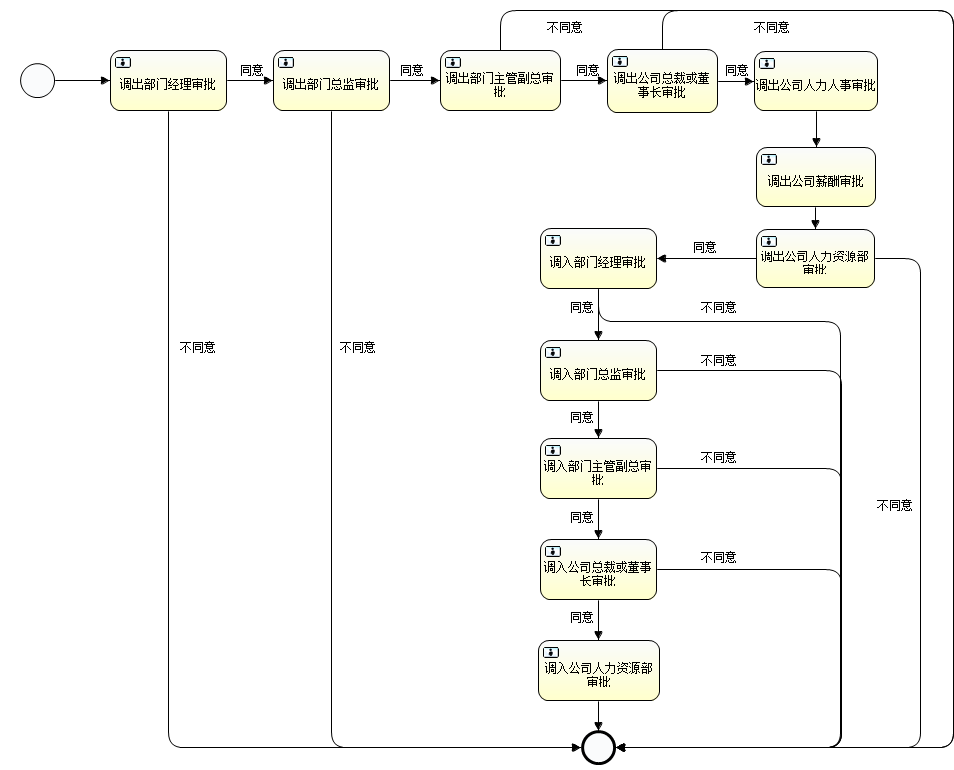 不同意
不同意
调出部门经理审批
同意
调出部门总监审批
同意
调出部门主管副总审
批
同意
调出公司总裁或董
事长审批
同意
调出公司人力人事审批
调出公司薪酬审批
调出公司人力资源部
审批
同意
调入部门经理审批
同意
不同意
不同意
不同意
调入部门总监审批
不同意
同意
调入部门主管副总审
批
不同意
不同意
同意
调入公司总裁或董事
长审批
不同意
同意
调入公司人力资源部
审批